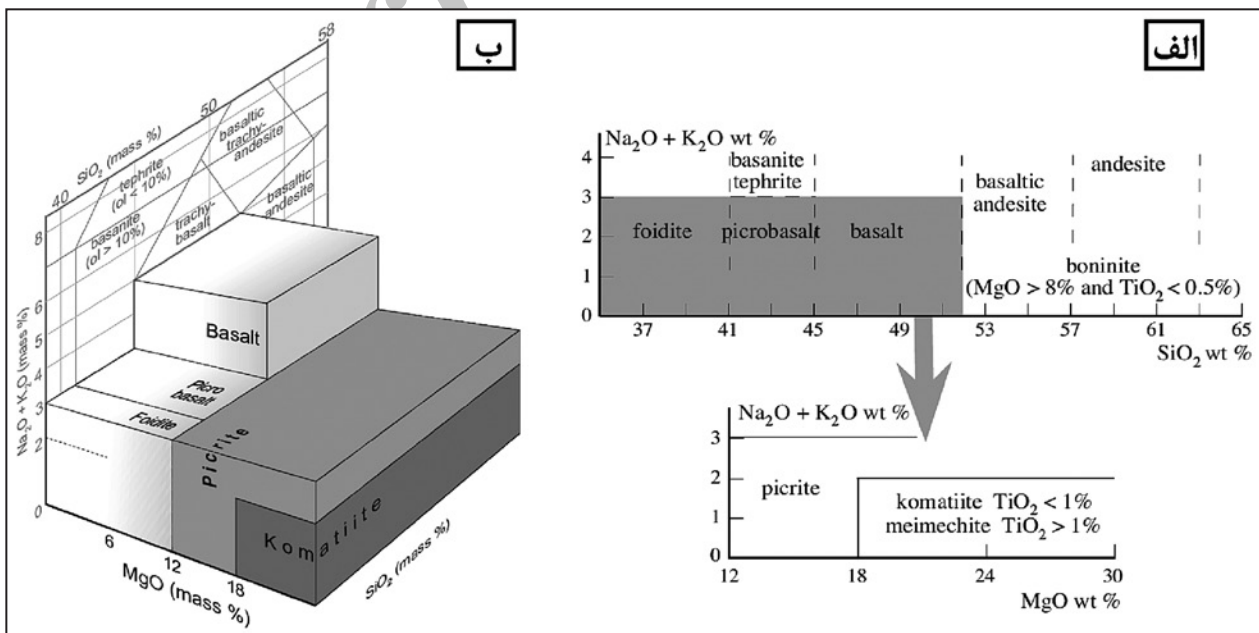 ب
58
50
40
SiO₂ (mass %)
basaltic
trachy-
andesite
tephrite
(ol < 10%)
basaltic
andesite
trachy-
basalt
basanite
(ol > 10%)
8
6
5
4
3
2
0
Na₂O + K₂O (mass %)
Basalt
Picro
basalt
Foidite
Picrite
Komatiite
6
12
18
MgO (mass %)
SiO₂ (mass %)
الف
Na₂O + K₂O wt %
4
3
2
1
0
basanite
tephrite
basaltic
andesite
andesite
foidite
picrobasalt
basalt
boninite
(MgO > 8% and TiO₂ < 0.5%)
37 41 45 49 53 57 61 65
SiO₂ wt %
Na₂O + K₂O wt %
3
2
1
0
picrite
komatiite TiO₂ < 1%
meimechite TiO₂ > 1%
12 18 24 30
MgO wt %